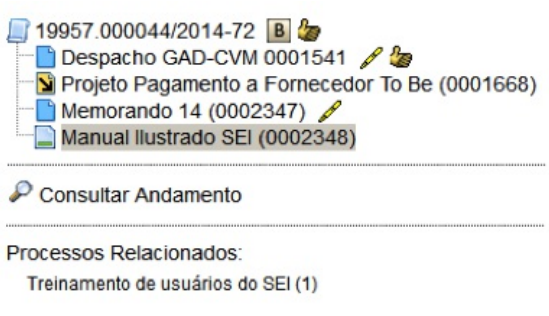 19957.000044/2014-72 B
Despacho GAD-CVM 0001541
Projeto Pagamento a Fornecedor To Be (0001668)
Memorando 14 (0002347)
Manual Ilustrado SEI (0002348)
Consultar Andamento
Processos Relacionados:
Treinamento de usuários do SEI (1)